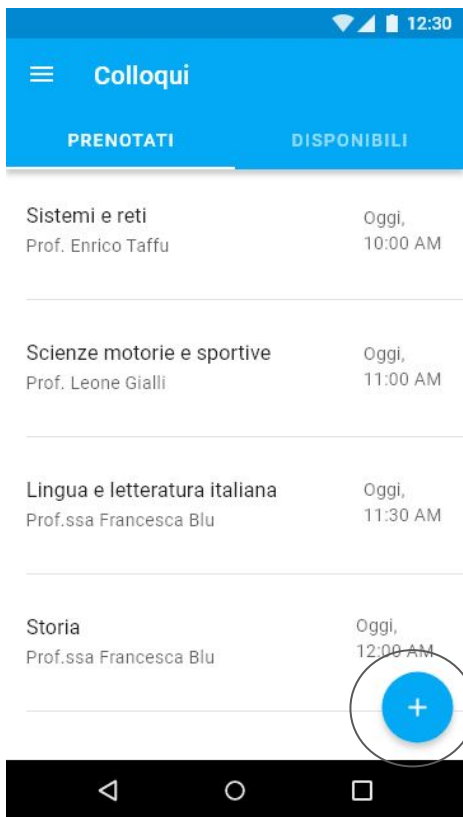 12:30
Colloqui
PRENOTATI DISPONIBILI
Sistemi e reti
Prof. Enrico Taffu
Oggi,
10:00 AM
Scienze motorie e sportive
Prof. Leone Gialli
Oggi,
11:00 AM
Lingua e letteratura italiana
Prof.ssa Francesca Blu
Oggi,
11:30 AM
Storia
Prof.ssa Francesca Blu
Oggi,
12:00 AM